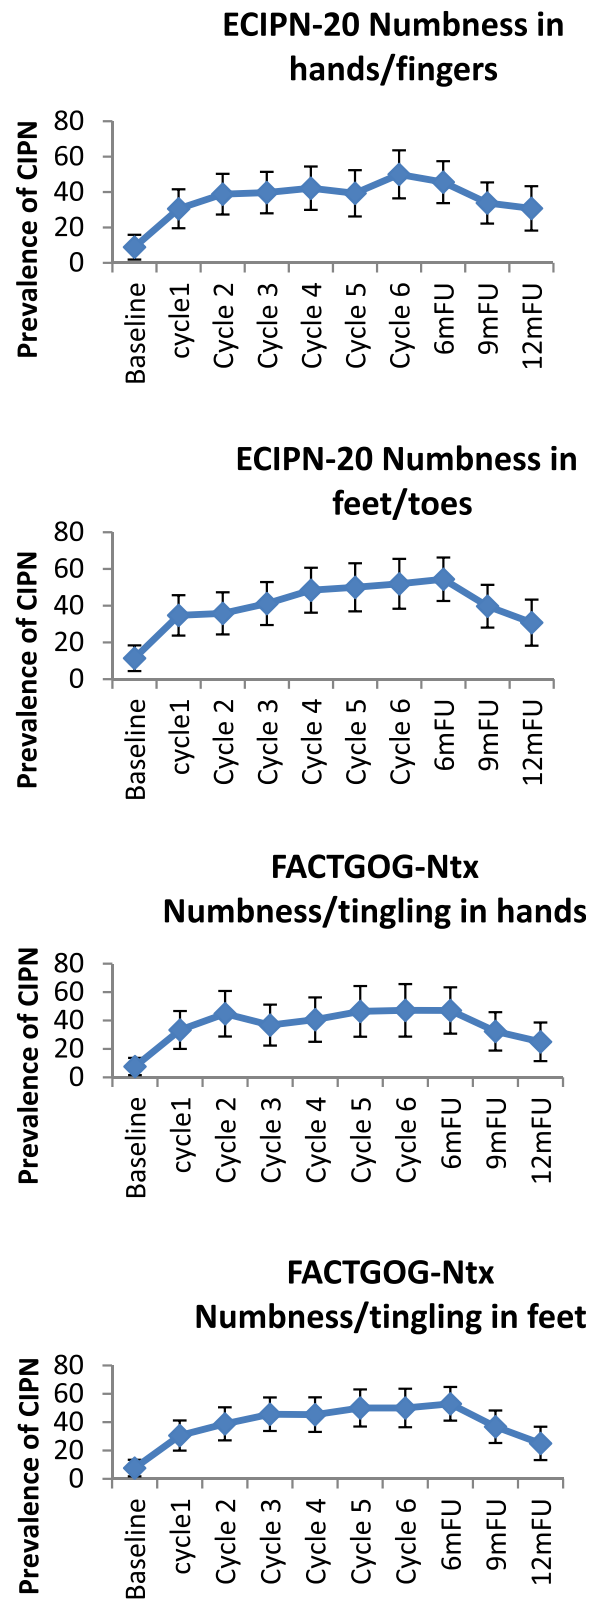 ECIPN-20 Numbness in
hands/fingers
Prevalence of CIPN
80
60
40
20
0
Baseline
cycle1
Cycle 2
Cycle 3
Cycle 4
Cycle 5
Cycle 6
6mFU
9mFU
12mFU
ECIPN-20 Numbness in
feet/toes
Prevalence of CIPN
80
60
40
20
0
Baseline
cycle1
Cycle 2
Cycle 3
Cycle 4
Cycle 5
Cycle 6
6mFU
9mFU
12mFU
FACTGOG-Ntx
Numbness/tingling in hands
Prevalence of CIPN
80
60
40
20
0
Baseline
cycle1
Cycle 2
Cycle 3
Cycle 4
Cycle 5
Cycle 6
6mFU
9mFU
12mFU
FACTGOG-Ntx
Numbness/tingling in feet
Prevalence of CIPN
80
60
40
20
0
Baseline
cycle1
Cycle 2
Cycle 3
Cycle 4
Cycle 5
Cycle 6
6mFU
9mFU
12mFU